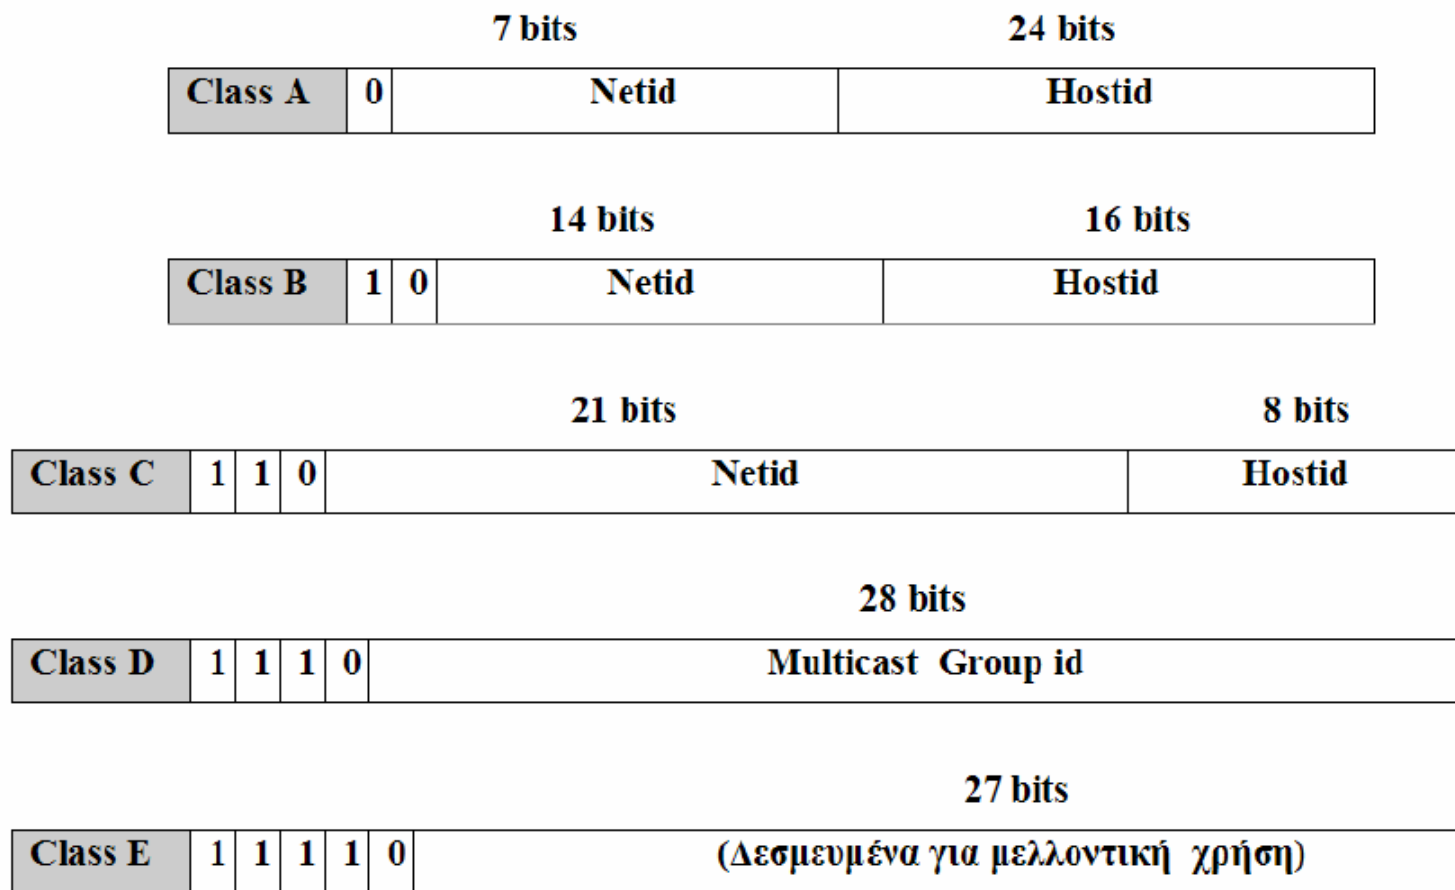 7 bits 24 bits
Class A 0 Netid Hostid
14 bits 16 bits
Class B 1 0 Netid Hostid
21 bits 8 bits
Class C 1 1 0 Netid Hostid
28 bits
Class D 1 1 1 0 Multicast Group id
27 bits
Class E 1 1 1 1 0 (Δεσμευμένα για μελλοντική χρήση)